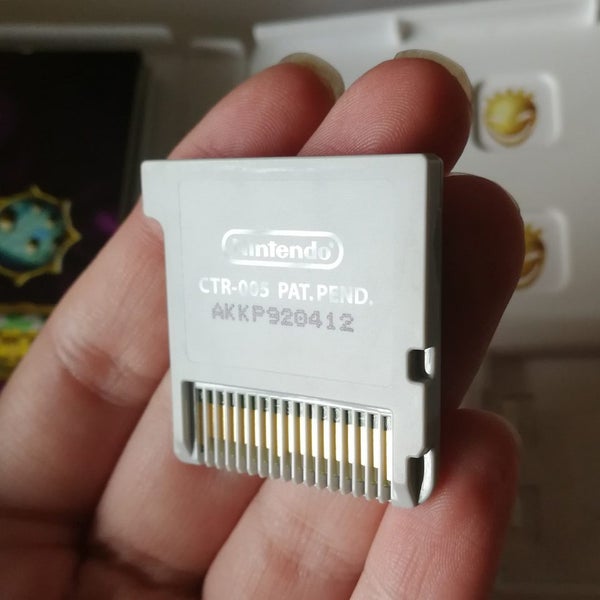 Nintendo®
CTR-005 PAT. PEND.
AKKP920412